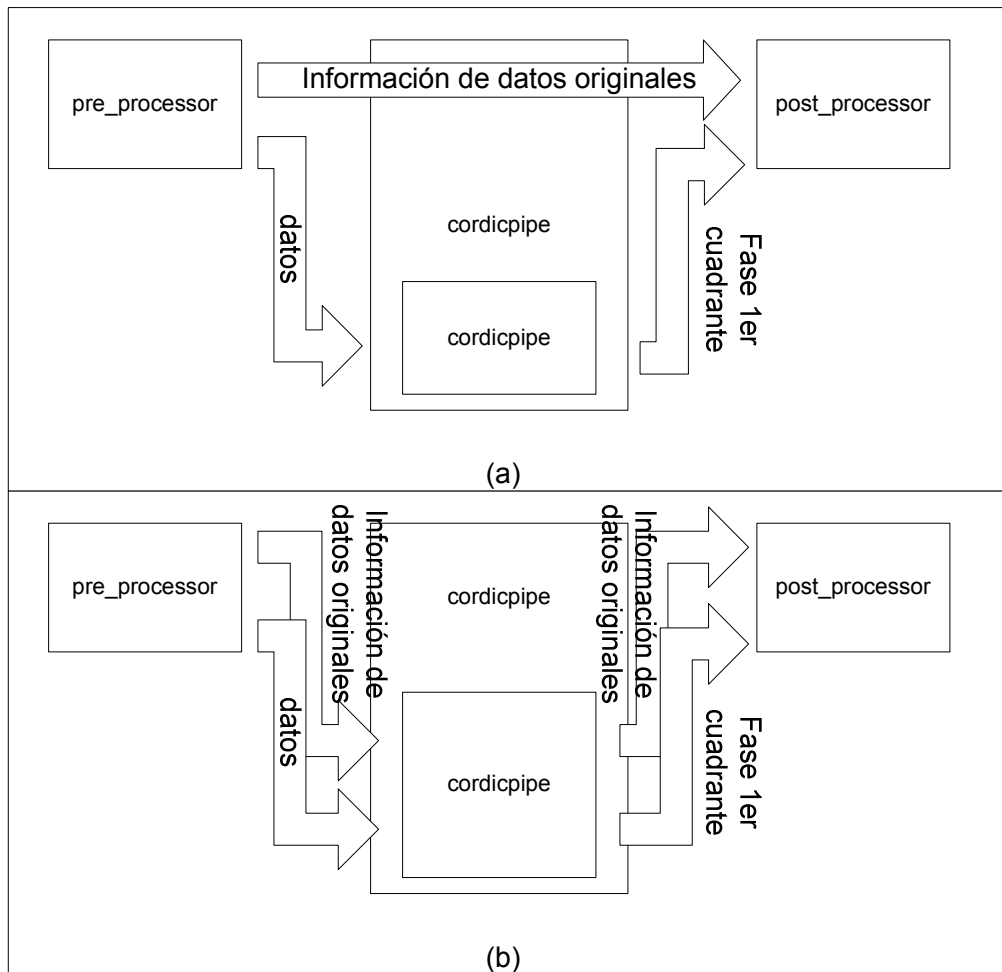 Información de datos originales
pre_processor
post_processor
datos
cordicpipe
Fase 1er
cuadrante
cordicpipe
(a)
Información de
datos originales
Información de
datos originales
pre_processor
cordicpipe
post_processor
datos
cordicpipe
Fase 1er
cuadrante
(b)